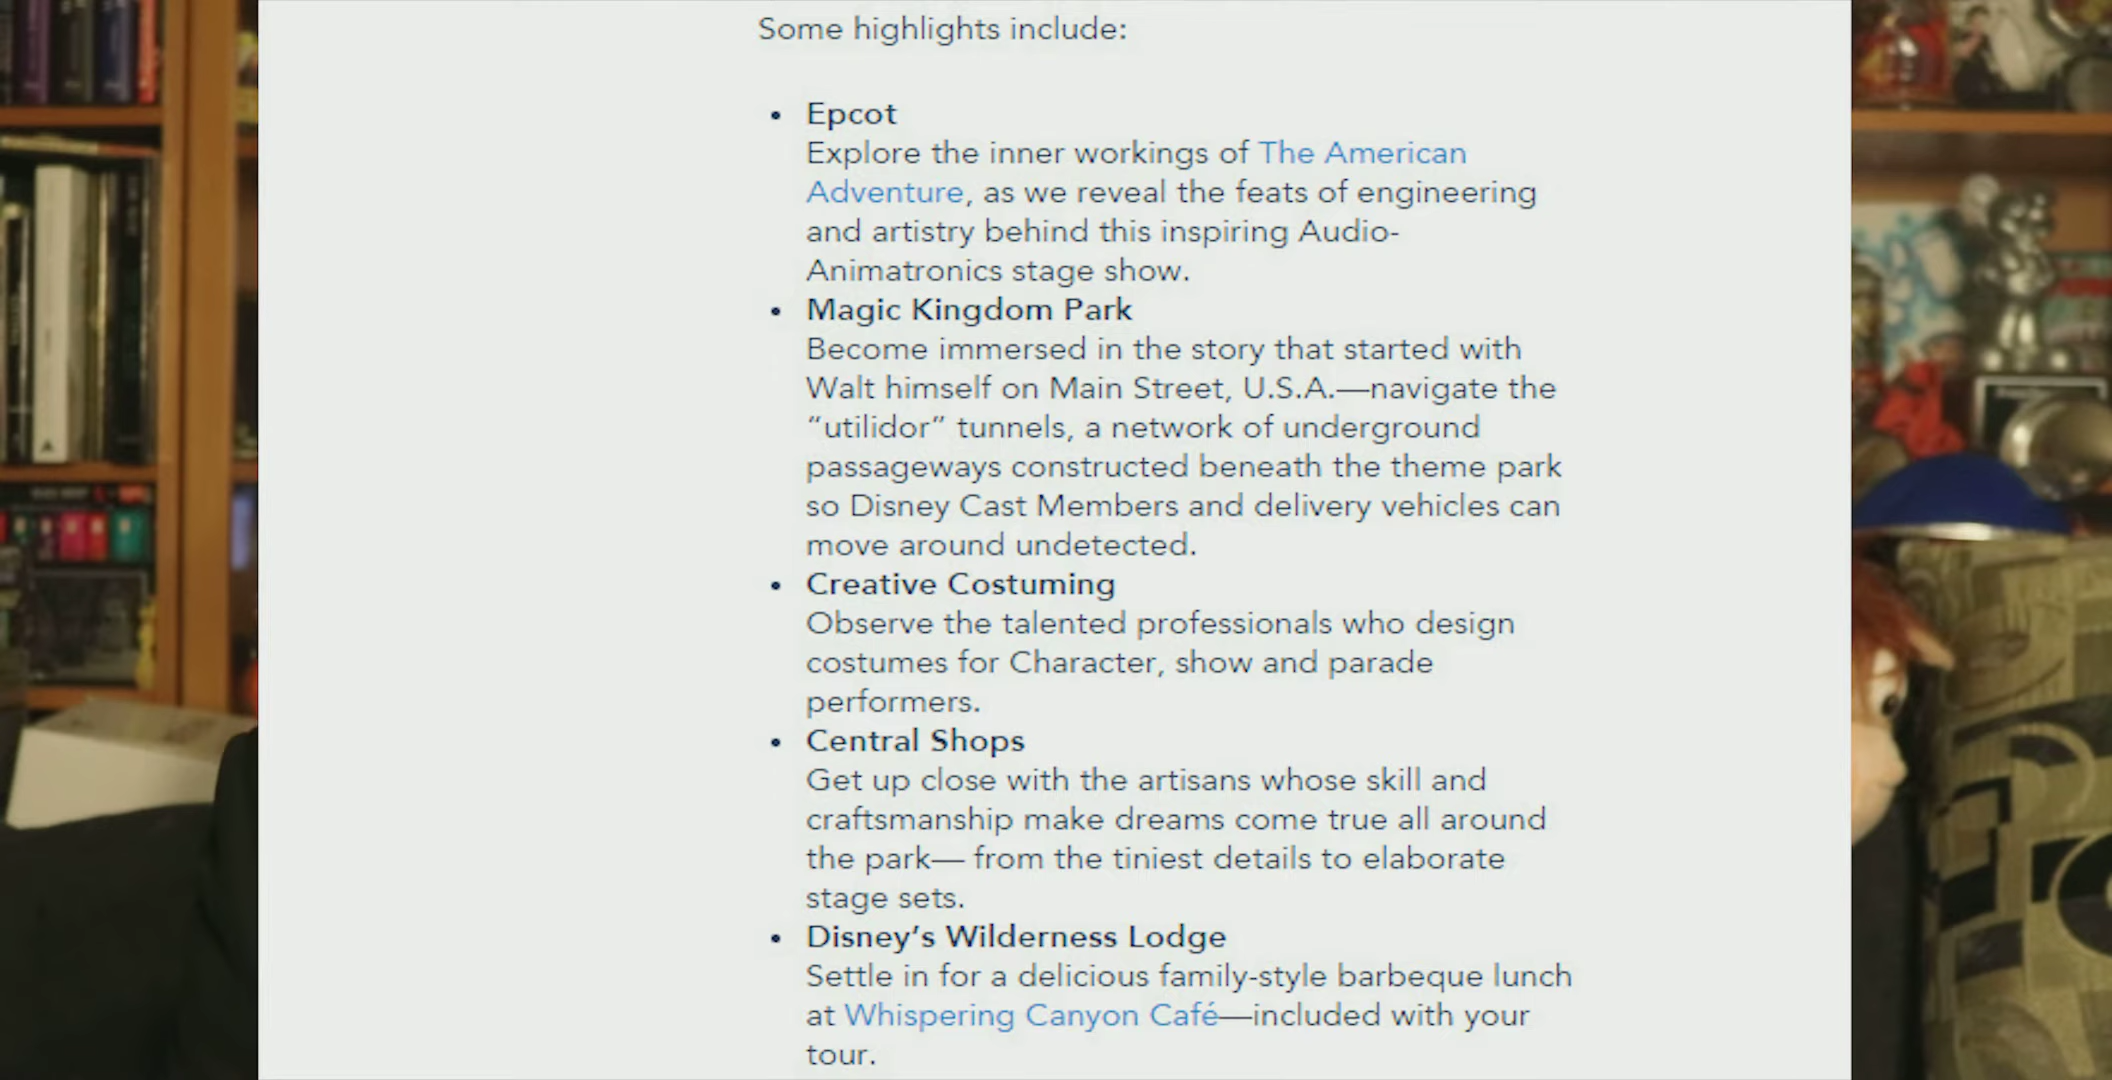 Some highlights include:
• Epcot
Explore the inner workings of The American
Adventure, as we reveal the feats of engineering
and artistry behind this inspiring Audio-
Animatronics stage show.
• Magic Kingdom Park
Become immersed in the story that started with
Walt himself on Main Street, U.S.A.—navigate the
“utilidor” tunnels, a network of underground
passageways constructed beneath the theme park
so Disney Cast Members and delivery vehicles can
move around undetected.
• Creative Costuming
Observe the talented professionals who design
costumes for Character, show and parade
performers.
• Central Shops
Get up close with the artisans whose skill and
craftsmanship make dreams come true all around
the park— from the tiniest details to elaborate
stage sets.
• Disney’s Wilderness Lodge
Settle in for a delicious family-style barbeque lunch
at Whispering Canyon Café—included with your
tour.